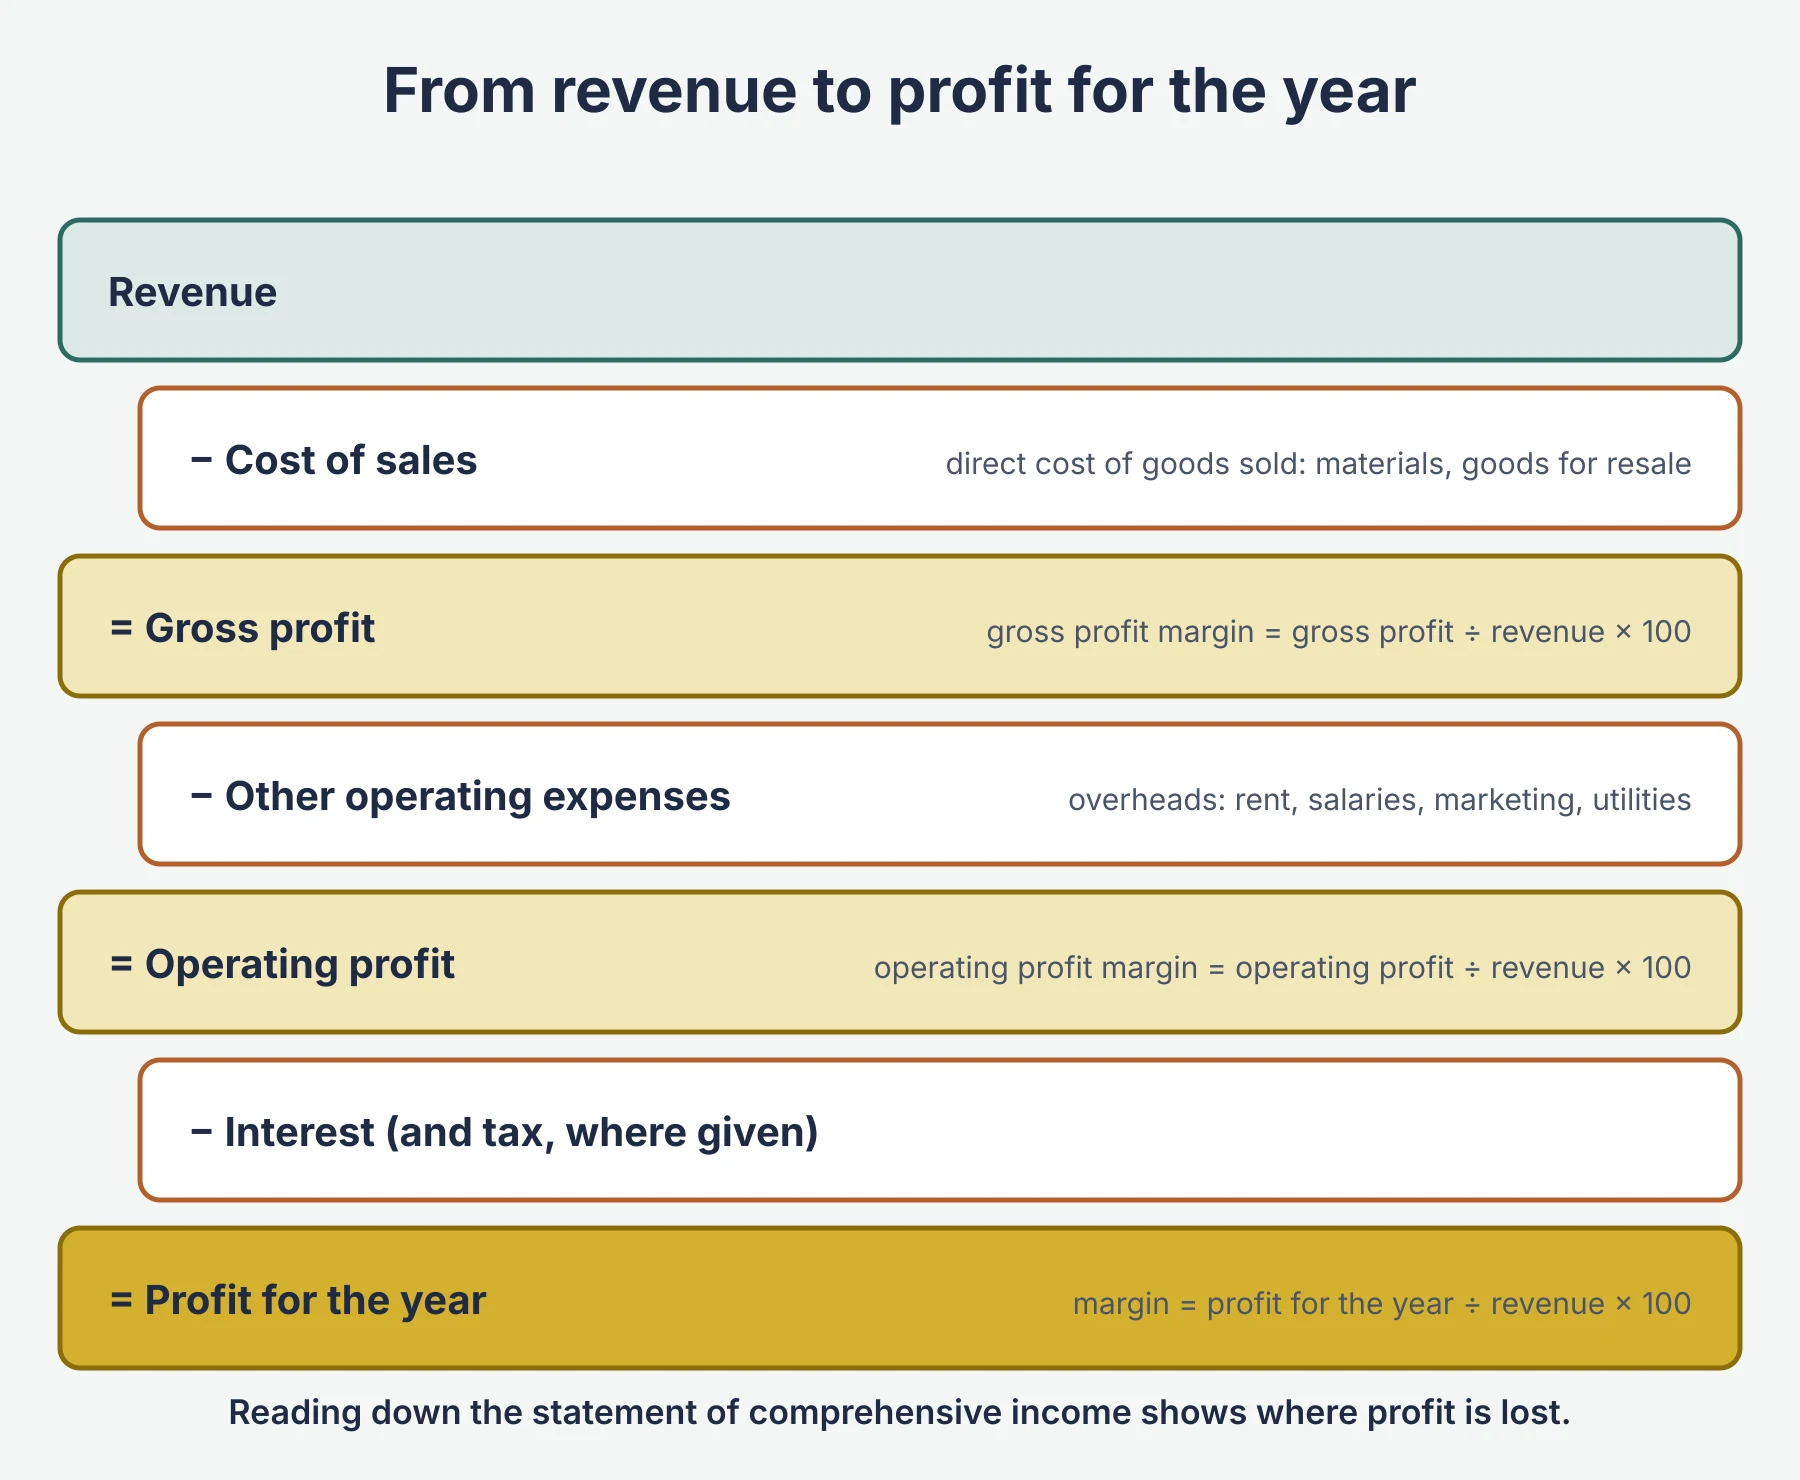 From revenue to profit for the year
Revenue
− Cost of sales direct cost of goods sold: materials, goods for resale
= Gross profit gross profit margin = gross profit ÷ revenue × 100
− Other operating expenses overheads: rent, salaries, marketing, utilities
= Operating profit operating profit margin = operating profit ÷ revenue × 100
− Interest (and tax, where given)
= Profit for the year margin = profit for the year ÷ revenue × 100
Reading down the statement of comprehensive income shows where profit is lost.